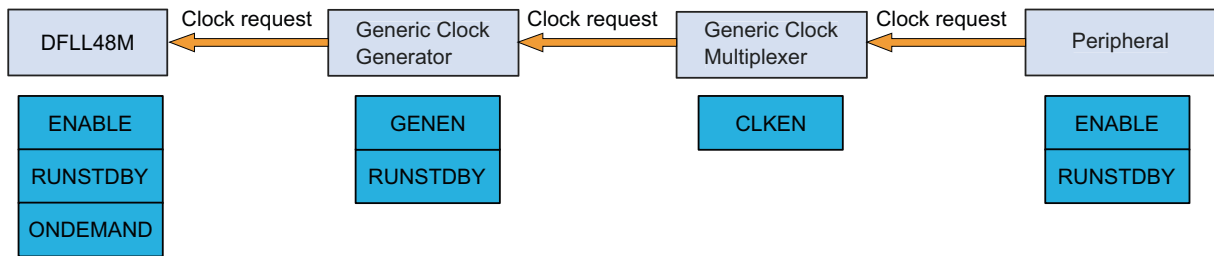 Clock request
Clock request
Clock request
DFLL48M
Generic Clock
Generator
Generic Clock
Multiplexer
Peripheral
ENABLE
RUNSTDBY
ONDEMAND
GENEN
RUNSTDBY
CLKEN
ENABLE
RUNSTDBY